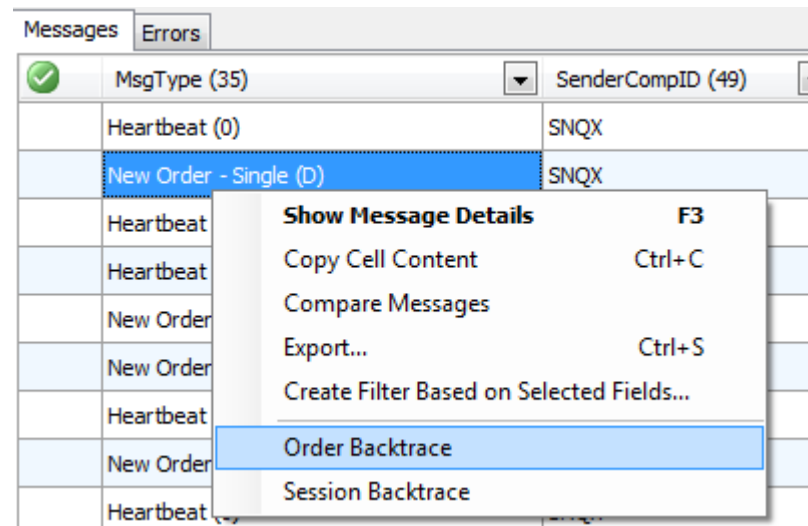 Messages Errors
MsgType (35) SenderCompID (49)
Heartbeat (0) SNQX
New Order - Single (D) SNQX
Show Message Details F3
Heartbeat
Copy Cell Content Ctrl+C
Heartbeat
Compare Messages
New Order
Export... Ctrl+S
New Order
Create Filter Based on Selected Fields...
Heartbeat
Order Backtrace
New Order
Session Backtrace
Heartbeat